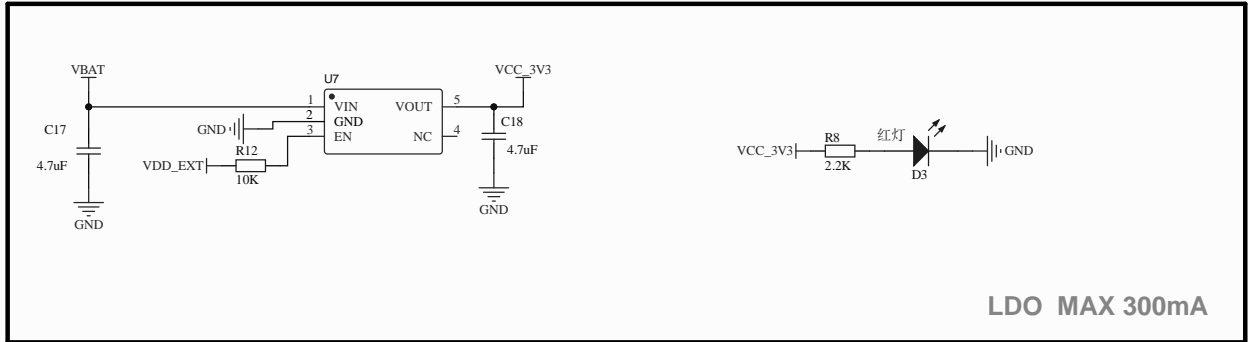 VBAT
C17
4.7uF
GND
U7
1
VIN
2
GND
3
EN
VOUT
5
NC
4
GND
R12
10K
VDD_EXT
VCC_3V3
C18
4.7uF
GND
VCC_3V3
R8
2.2K
红灯
D3
GND
LDO MAX 300mA